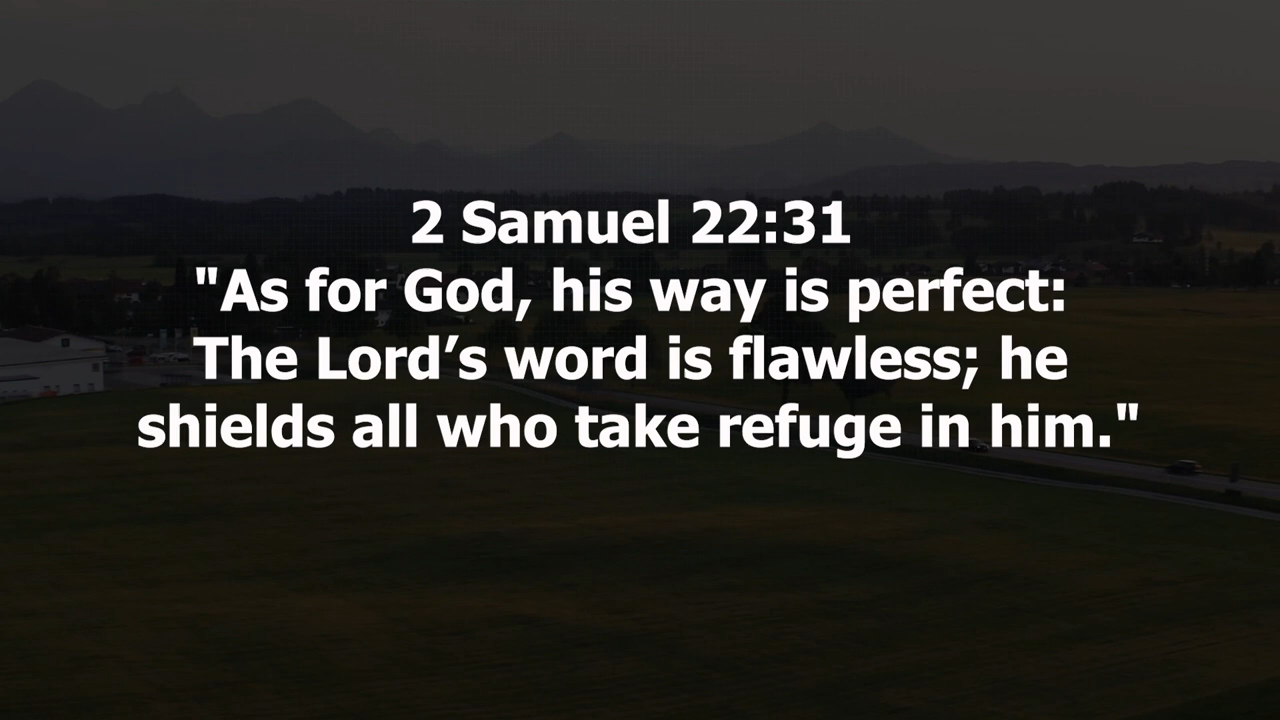 2 Samuel 22:31
"As for God, his way is perfect:
The Lord’s word is flawless; he
shields all who take refuge in him."